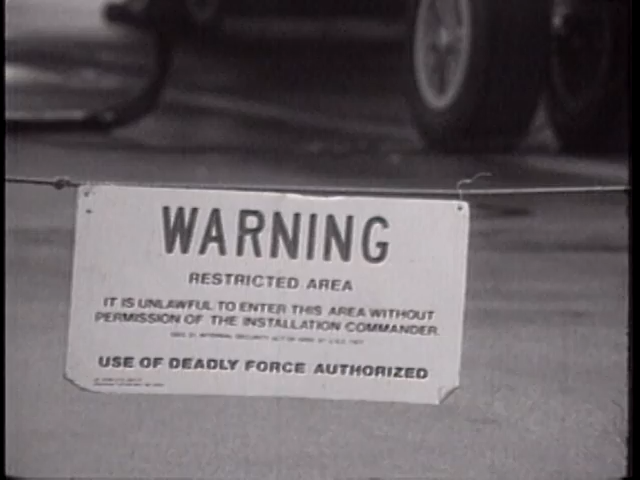 WARNING
RESTRICTED AREA
IT IS UNLAWFUL TO ENTER THIS AREA WITHOUT
PERMISSION OF THE INSTALLATION COMMANDER.
USE OF DEADLY FORCE AUTHORIZED